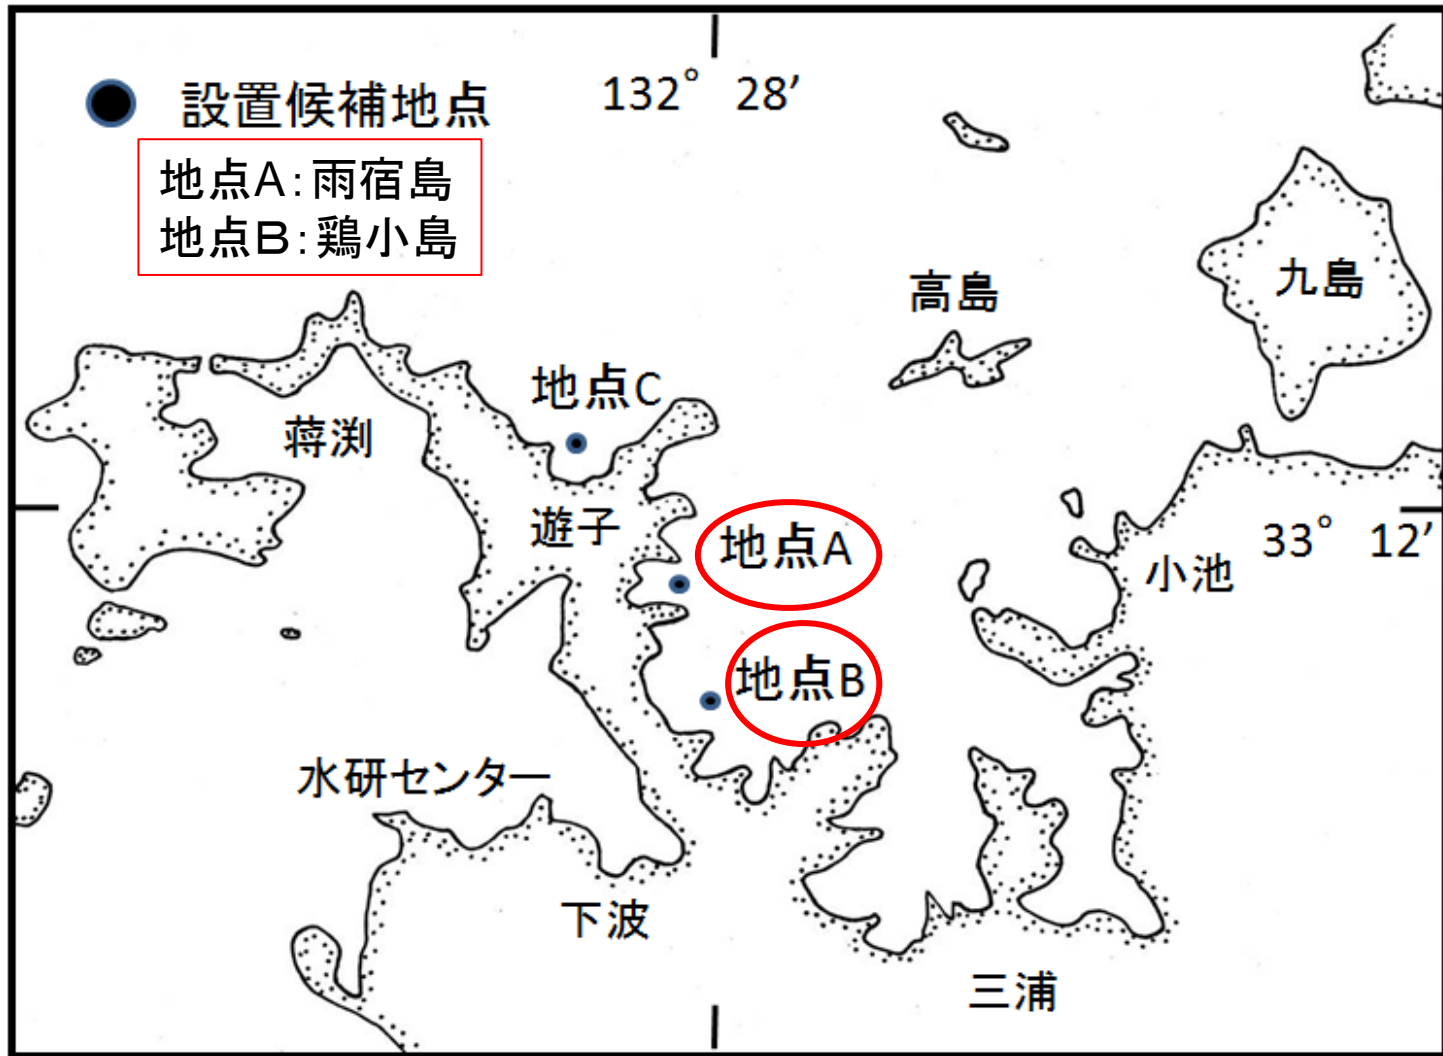 132° 28′
設置候補地点
地点A:雨宿島
地点B:鶏小島
高島
九島
地点C
蒋渕
遊子
地点A
33° 12′
小池
地点B
水研センター
下波
三浦